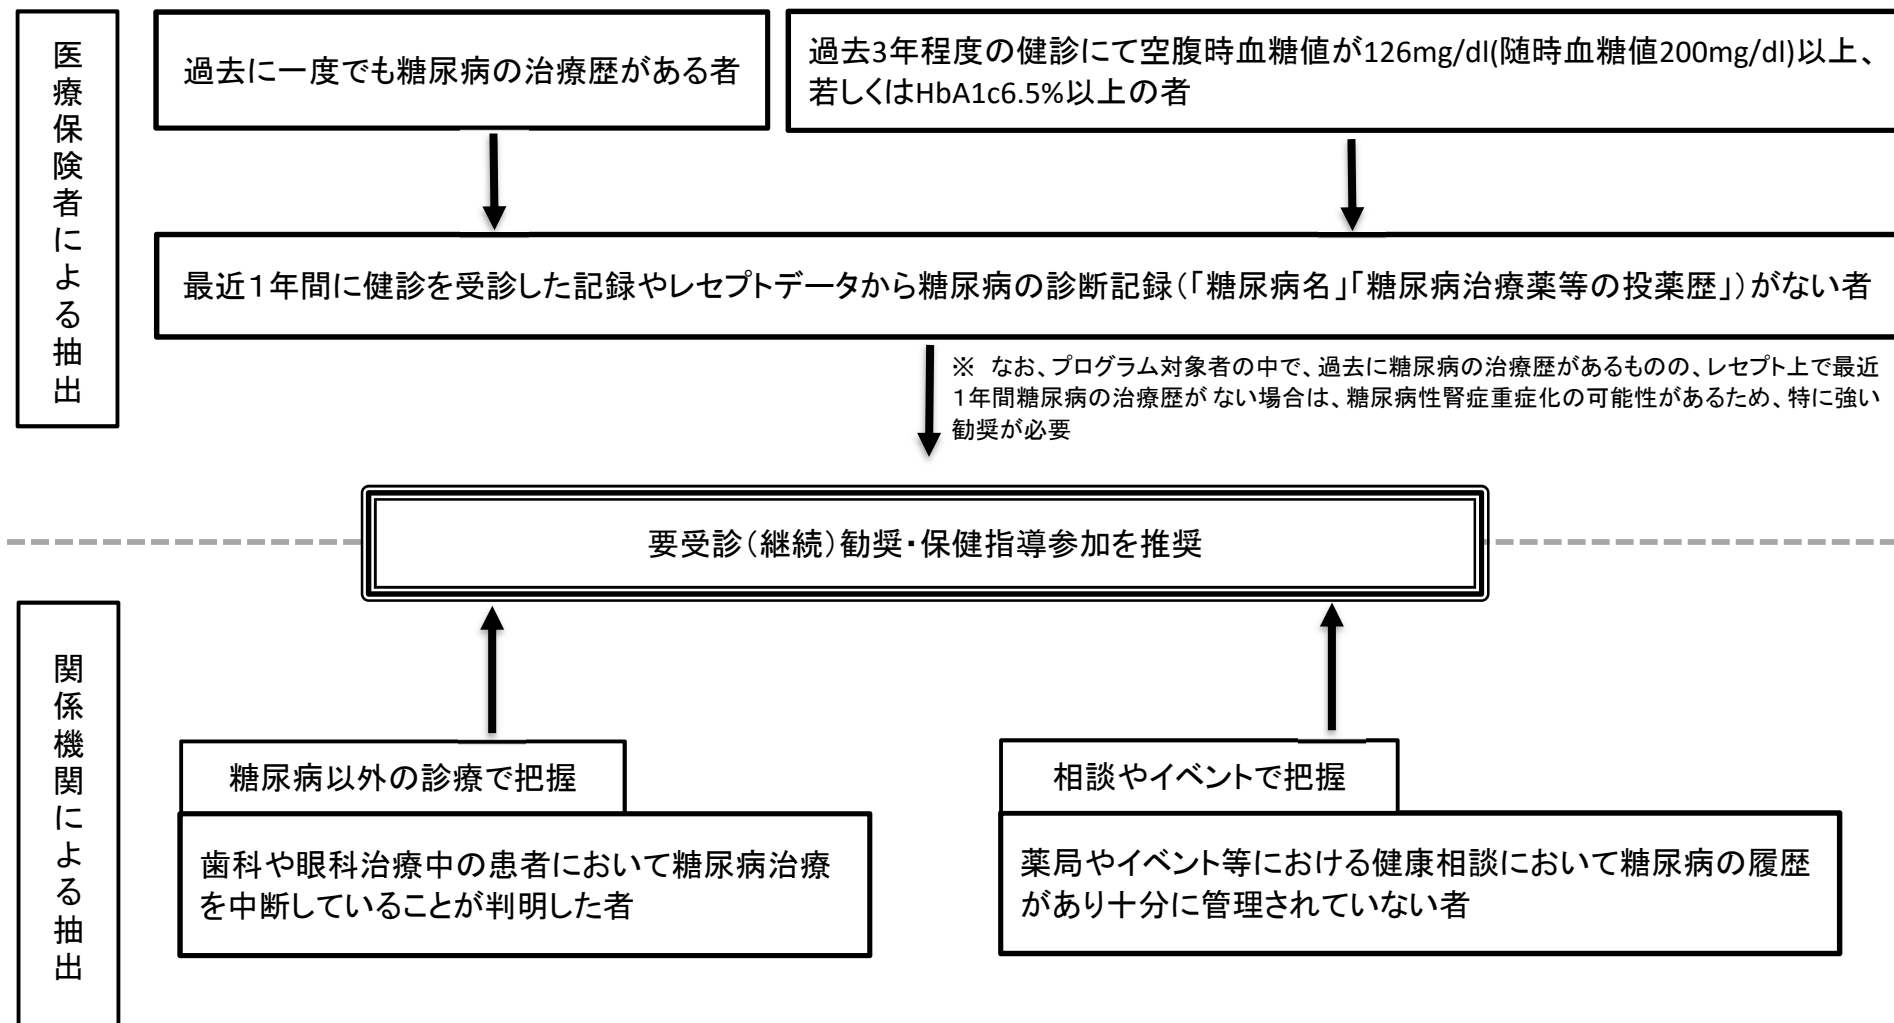 医療保険者による抽出
過去に一度でも糖尿病の治療歴がある者
過去3年程度の健診にて空腹時血糖値が126mg/dl(随時血糖値200mg/dl)以上、
若しくはHbA1c6.5%以上の者
最近1年間に健診を受診した記録やレセプトデータから糖尿病の診断記録(「糖尿病名」「糖尿病治療薬等の投薬歴」)がない者
※ なお、プログラム対象者の中で、過去に糖尿病の治療歴があるものの、レセプト上で最近
1年間糖尿病の治療歴が ない場合は、糖尿病性腎症重症化の可能性があるため、特に強い
勧奨が必要
要受診(継続)勧奨・保健指導参加を推奨
関係機関による抽出
糖尿病以外の診療で把握
歯科や眼科治療中の患者において糖尿病治療
を中断していることが判明した者
相談やイベントで把握
薬局やイベント等における健康相談において糖尿病の履歴
があり十分に管理されていない者